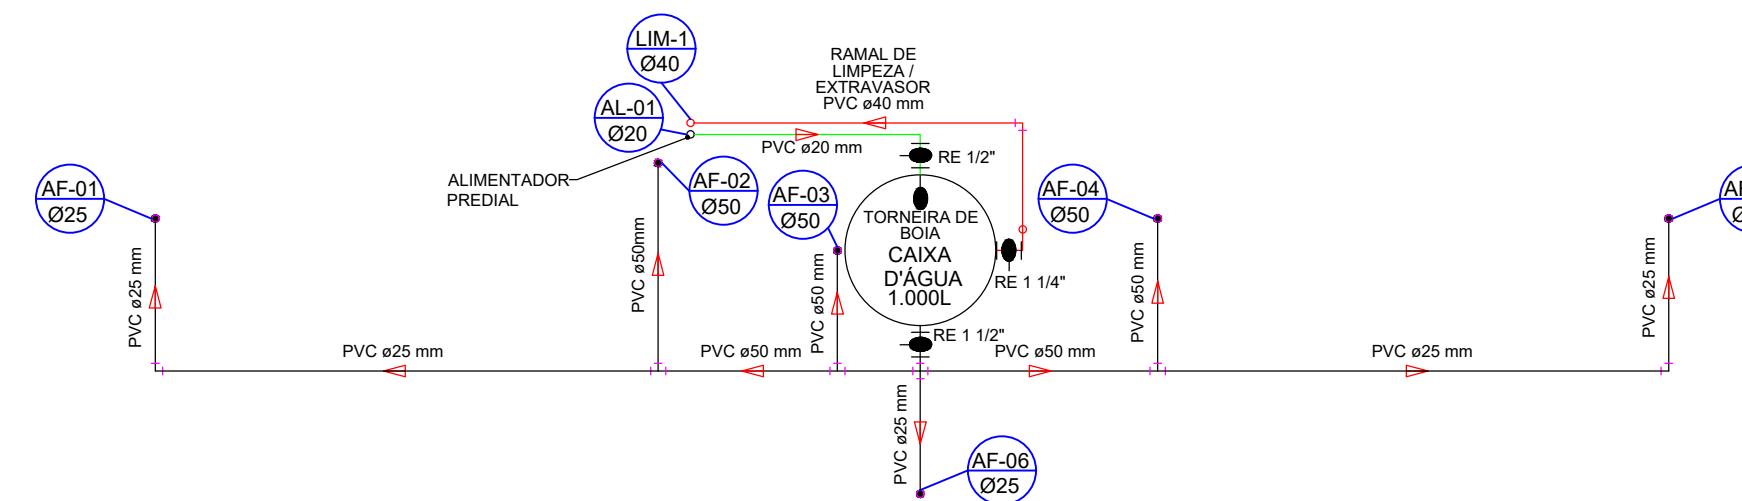 LIM-1
Ø40
RAMAL DE
LIMPEZA /
EXTRAVASOR
PVC ø40 mm
AL-01
Ø20
PVC ø20 mm
RE 1/2"
ALIMENTADOR
PREDIAL
AF-01
Ø25
AF-02
Ø50
AF-03
Ø50
TORNEIRA DE
BOIA
CAIXA
D'ÁGUA
1.000L
AF-04
Ø50
RE 1 1/4"
RE 1 1/2"
PVC ø25 mm
PVC ø50mm
PVC ø50 mm
PVC ø50 mm
PVC ø25 mm
PVC ø25 mm
PVC ø50 mm
PVC ø50 mm
PVC ø25 mm
PVC ø25 mm
AF-06
Ø25